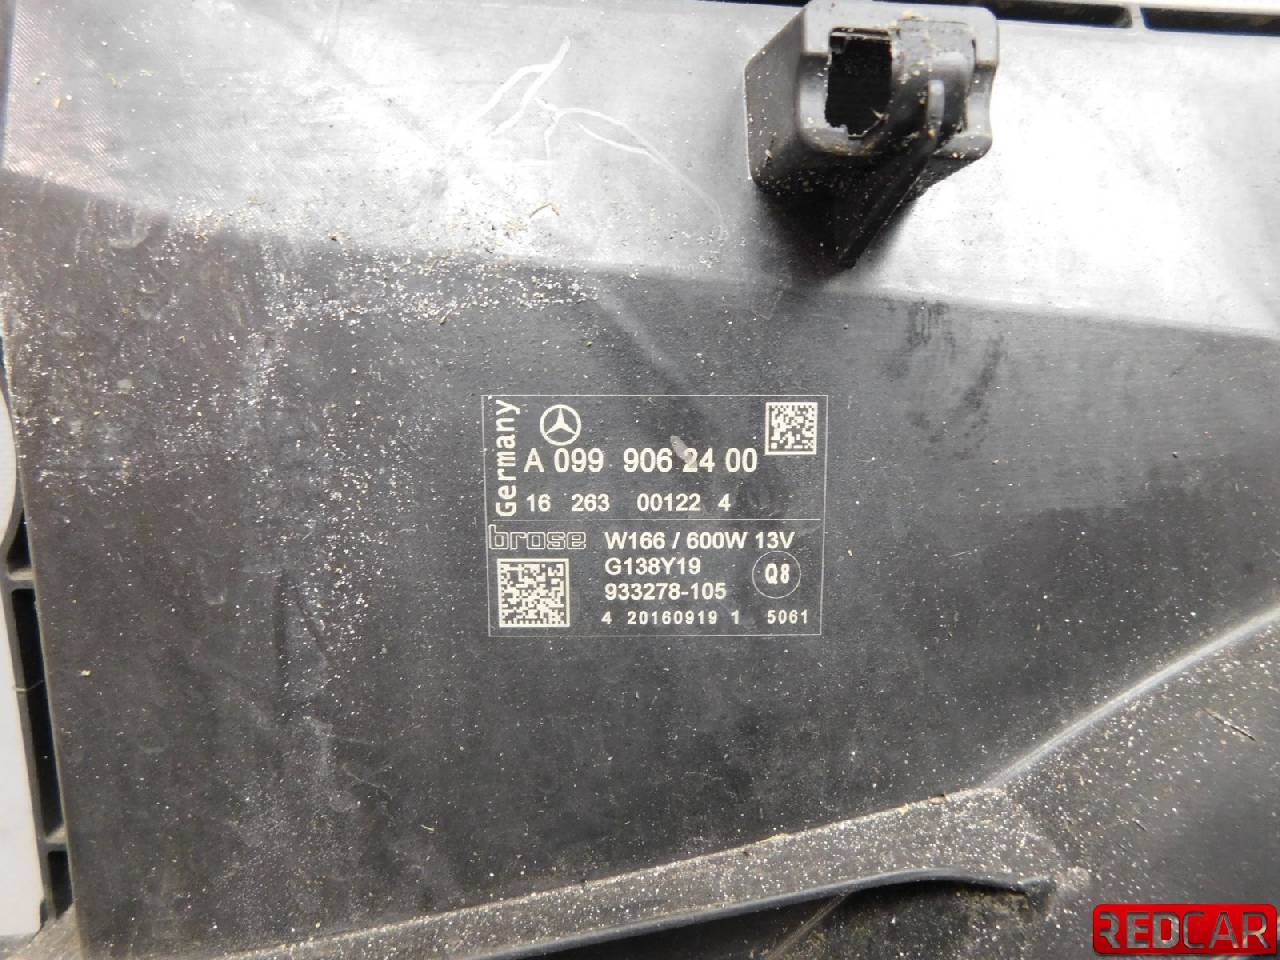 Germany
A 099 906 24 00
16 263 00122 4
brose W166 / 600W 13V
G138Y19
Q8
933278-105
4 20160919 1 5061
REDCAR